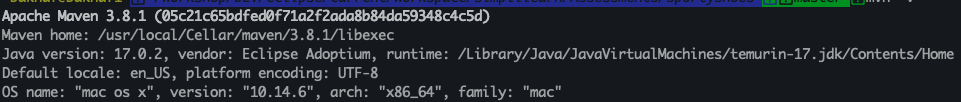 Apache Maven 3.8.1 (05c21c65bdfed0f71a2f2ada8b84da59348c4c5d)
Maven home: /usr/local/Cellar/maven/3.8.1/libexec
Java version: 17.0.2, vendor: Eclipse Adoptium, runtime: /Library/Java/JavaVirtualMachines/temurin-17.jdk/Contents/Home
Default locale: en_US, platform encoding: UTF-8
OS name: "mac os x", version: "10.14.6", arch: "x86_64", family: "mac"